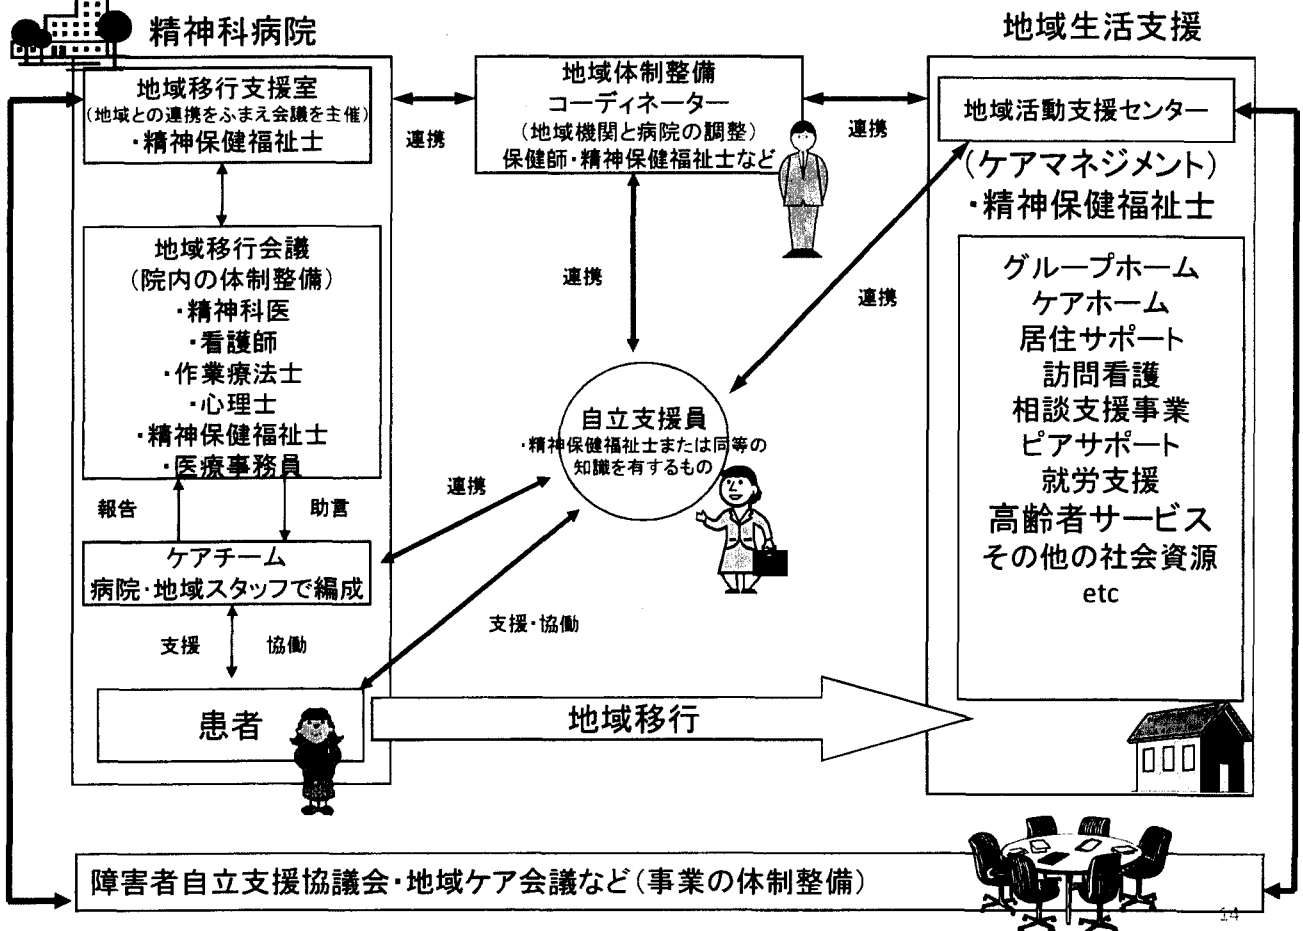 精神科病院
地域移行支援室
(地域との連携をふまえ会議を主催)
・精神保健福祉士
地域移行会議
(院内の体制整備)
・精神科医
・看護師
・作業療法士
・心理士
・精神保健福祉士
・医療事務員
報告
助言
ケアチーム
病院・地域スタッフで編成
支援
協働
患者
連携
地域体制整備
コーディネーター
(地域機関と病院の調整)
保健師・精神保健福祉士など
連携
連携
連携
自立支援員
・精神保健福祉士または同等の
知識を有するもの
連携
支援・協働
地域移行
地域生活支援
地域活動支援センター
(ケアマネジメント)
・精神保健福祉士
グループホーム
ケアホーム
居住サポート
訪問看護
相談支援事業
ピアサポート
就労支援
高齢者サービス
その他の社会資源
etc
障害者自立支援協議会・地域ケア会議など(事業の体制整備)
14